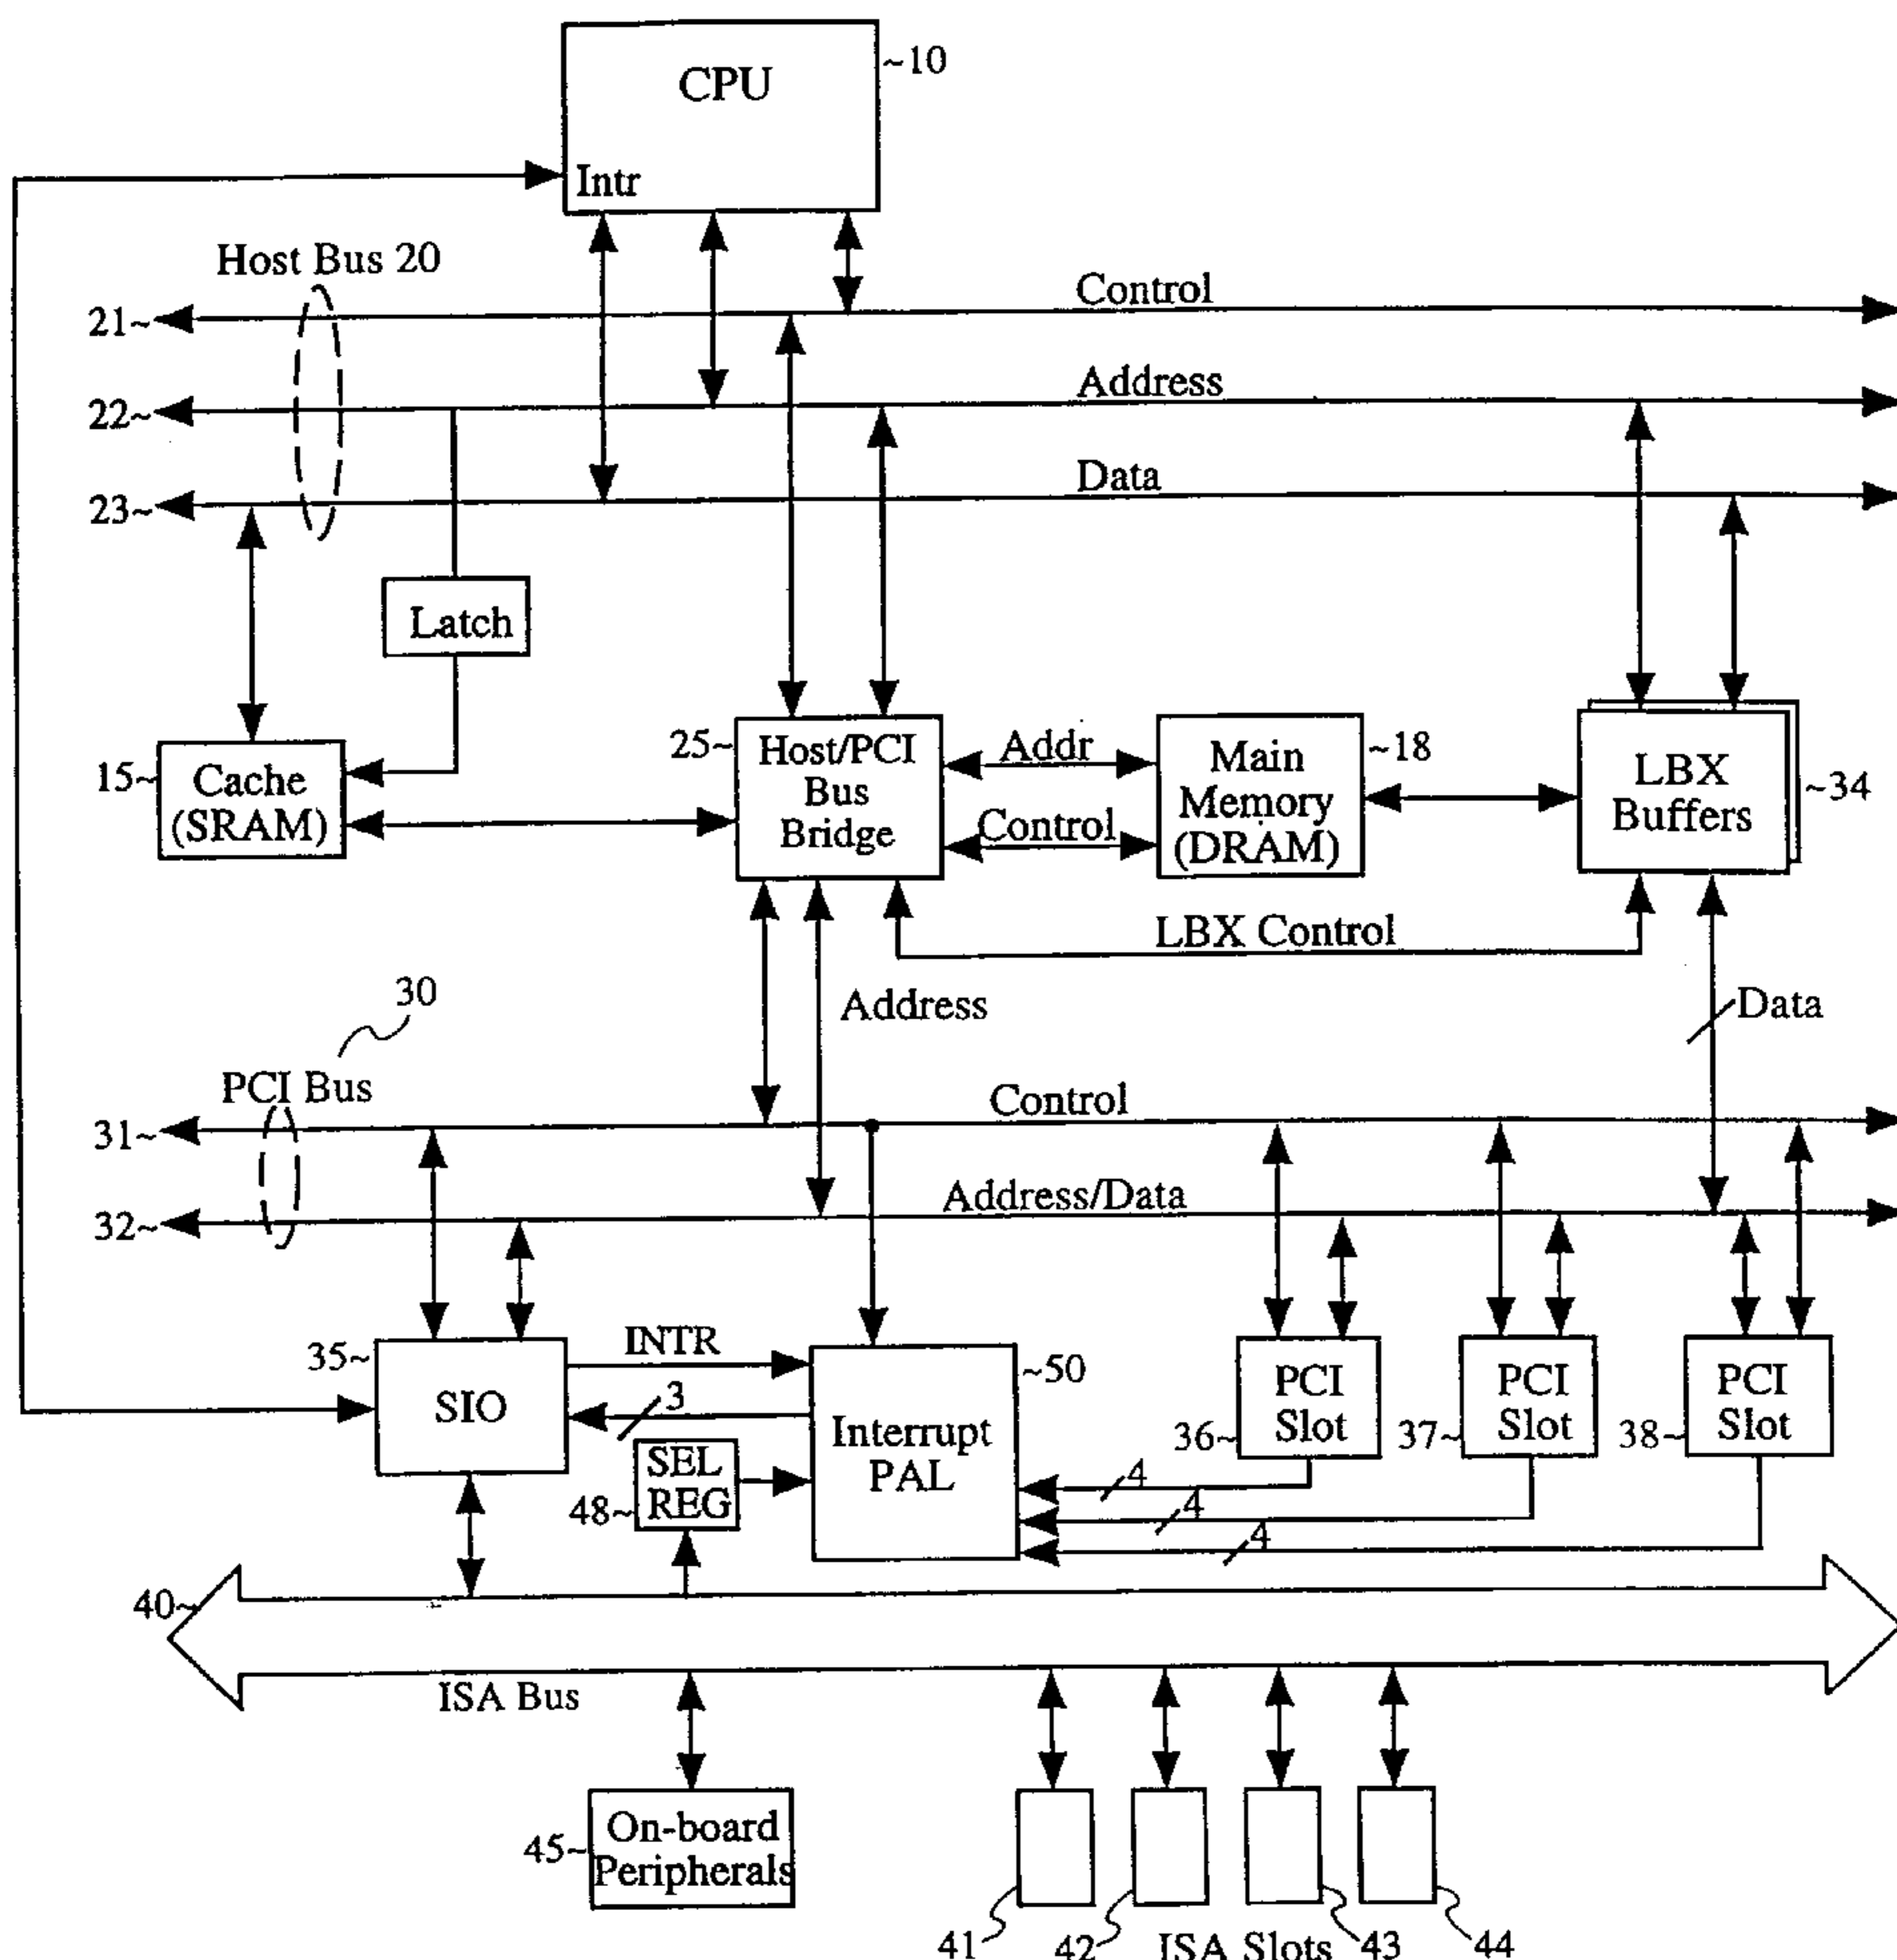 CPU
~10
Intr
Host Bus 20
21~
Control
22~
Address
23~
Data
Latch
15~
Cache
(SRAM)
25~
Host/PCI
Bus
Bridge
Addr
Control
Main
Memory
(DRAM)
~18
LBX
Buffers
~34
LBX Control
Address
Data
30
PCI Bus
31~
Control
32~
Address/Data
35~
SIO
INTR
3
SEL
REG
48~
Interrupt
PAL
~50
PCI
Slot
36~
PCI
Slot
37~
PCI
Slot
38~
4
4
4
40~
ISA Bus
On-board
Peripherals
45~
41
42
ISA Slots
43
44